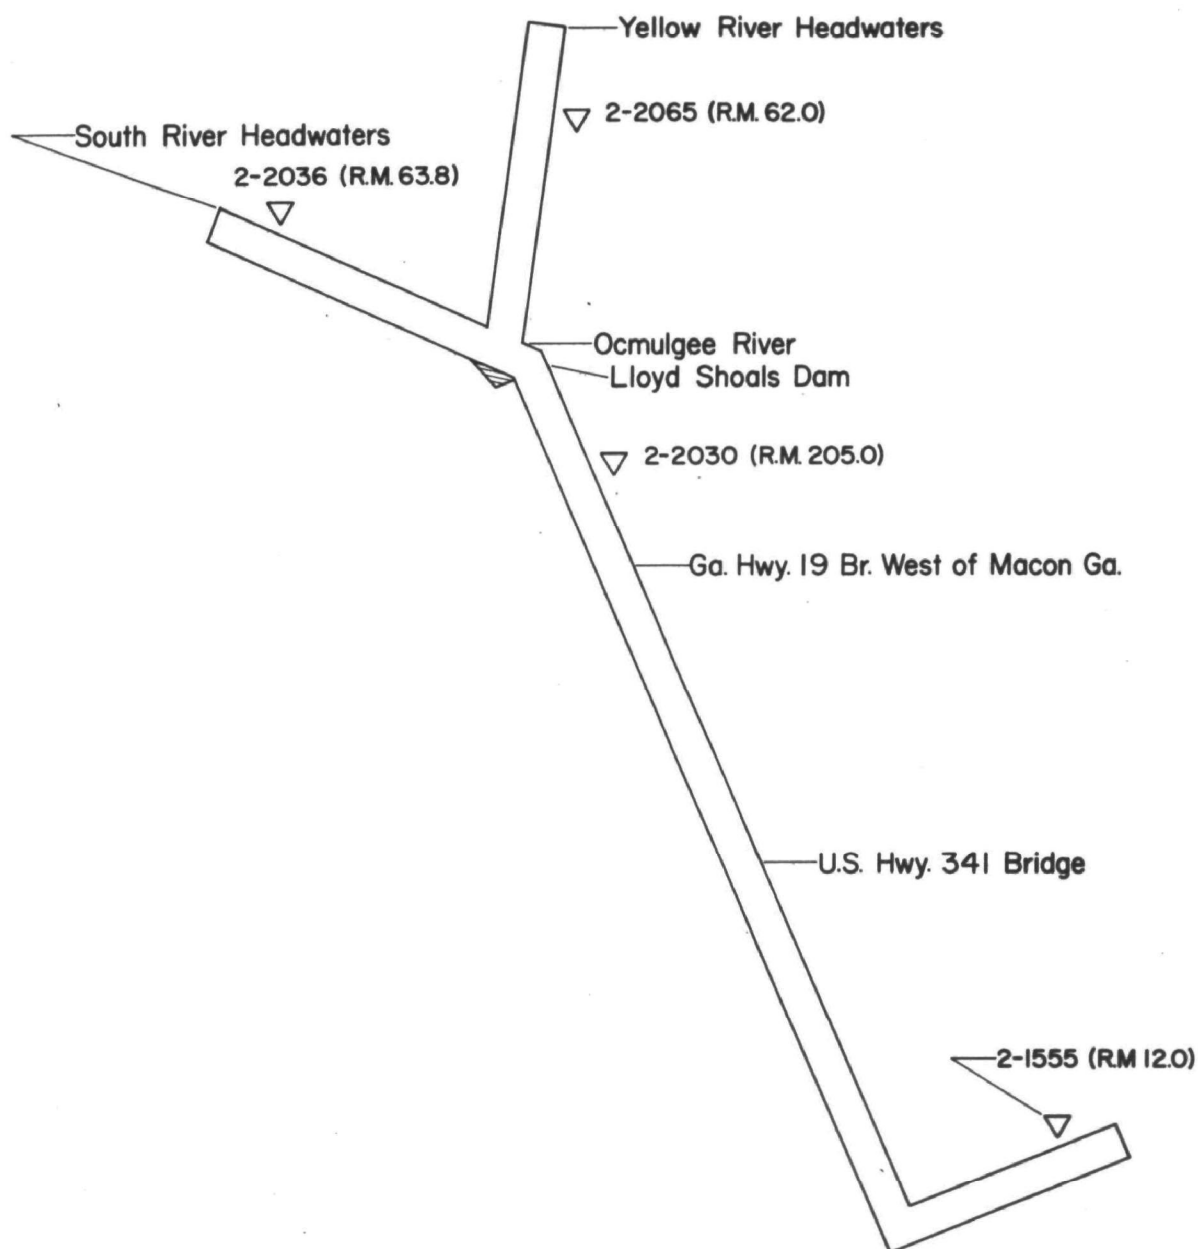 Yellow River Headwaters
2-2065 (R.M. 62.0)
South River Headwaters
2-2036 (R.M. 63.8)
Ocmulgee River
Lloyd Shoals Dam
2-2030 (R.M. 205.0)
Ga. Hwy. 19 Br. West of Macon Ga.
U.S. Hwy. 341 Bridge
2-1555 (R.M 12.0)